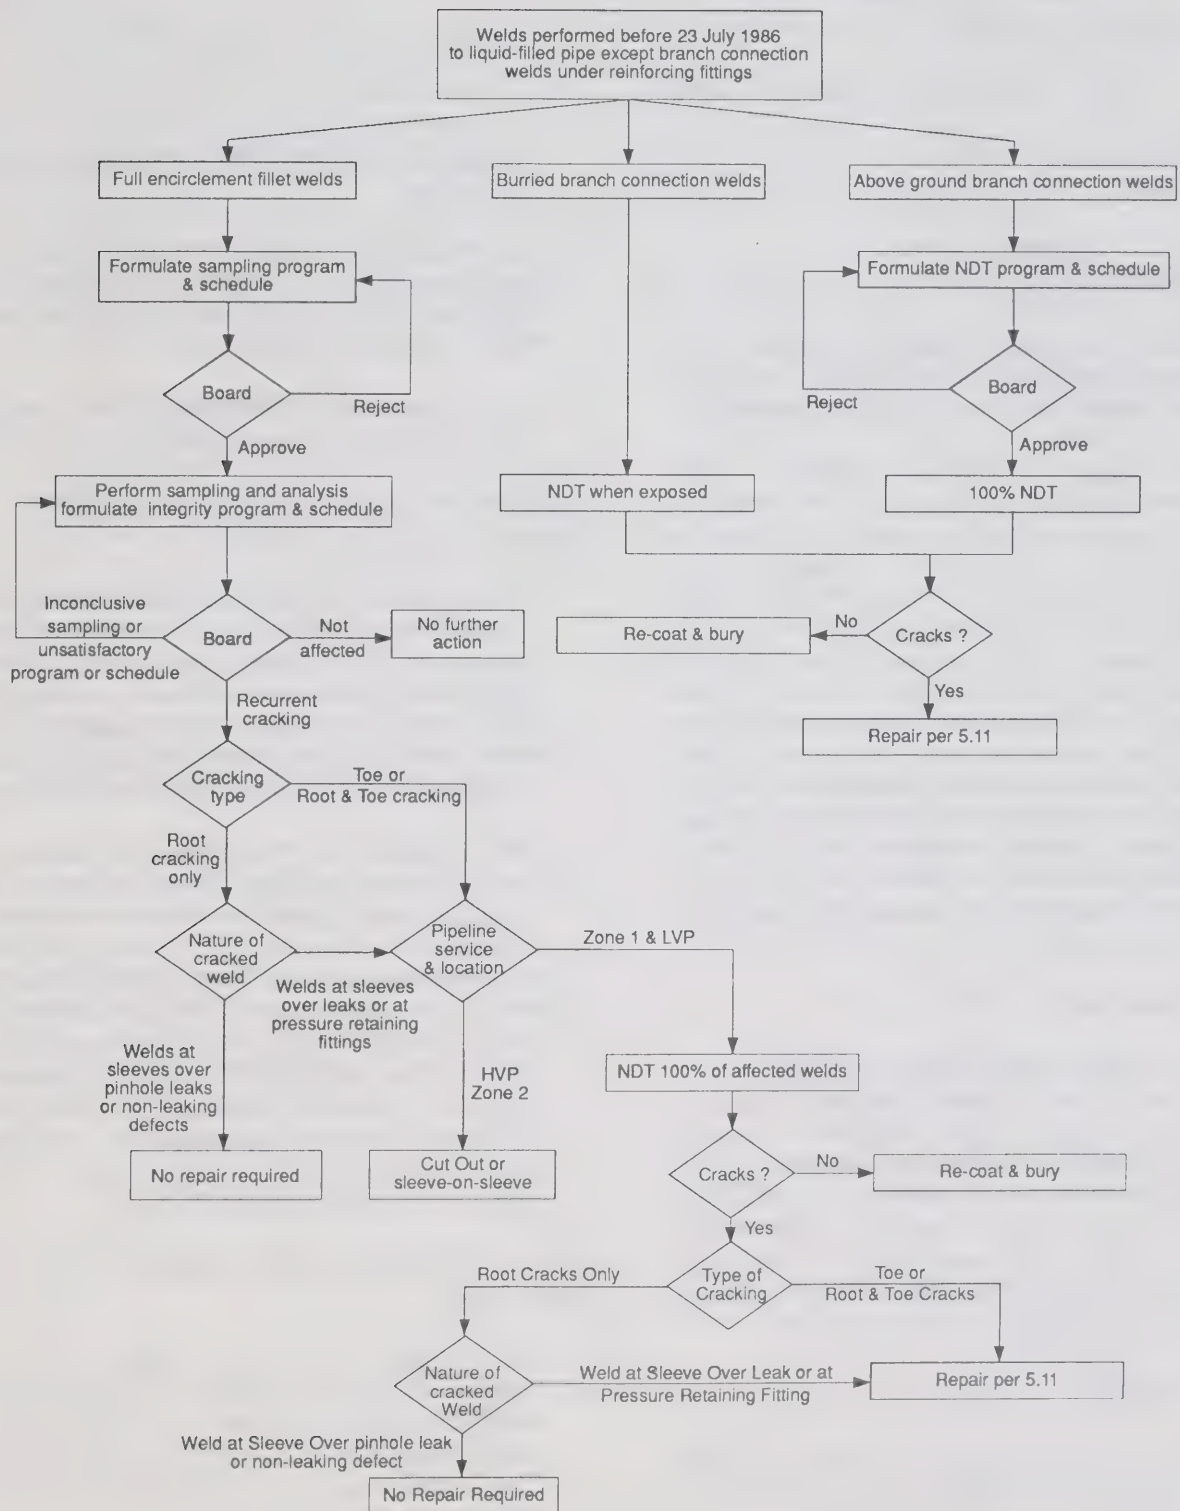 Welds performed before 23 July 1986
to liquid-filled pipe except branch connection
welds under reinforcing fittings
Full encirclement fillet welds
Burried branch connection welds
Above ground branch connection welds
Formulate sampling program
& schedule
Formulate NDT program & schedule
Board
Reject
Approve
Board
Reject
Approve
Perform sampling and analysis
formulate integrity program & schedule
NDT when exposed
100% NDT
Inconclusive
sampling or
unsatisfactory
program or schedule
Board
Not
affected
No further
action
Re-coat & bury
No
Cracks ?
Yes
Repair per 5.11
Recurrent
cracking
Cracking
type
Toe or
Root & Toe cracking
Root
cracking
only
Nature of
cracked
weld
Pipeline
service
& location
Zone 1 & LVP
Welds at sleeves
over leaks or at
pressure retaining
fittings
Welds at
sleeves over
pinhole leaks
or non-leaking
defects
HVP
Zone 2
NDT 100% of affected welds
No repair required
Cut Out or
sleeve-on-sleeve
Cracks ?
No
Re-coat & bury
Yes
Root Cracks Only
Type of
Cracking
Toe or
Root & Toe Cracks
Nature of
cracked
Weld
Weld at Sleeve Over Leak or at
Pressure Retaining Fitting
Repair per 5.11
Weld at Sleeve Over pinhole leak
or non-leaking defect
No Repair Required